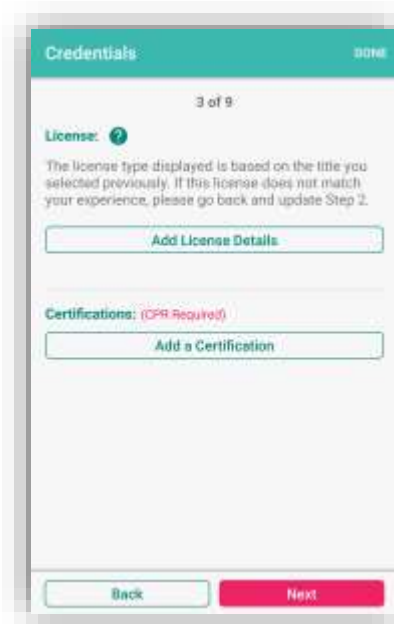 Credentials DONE
3 of 9
License: ?
The license type displayed is based on the title you
selected previously. If this license does not match
your experience, please go back and update Step 2.
Add License Details
Certifications: (CPR Required)
Add a Certification
Back Next